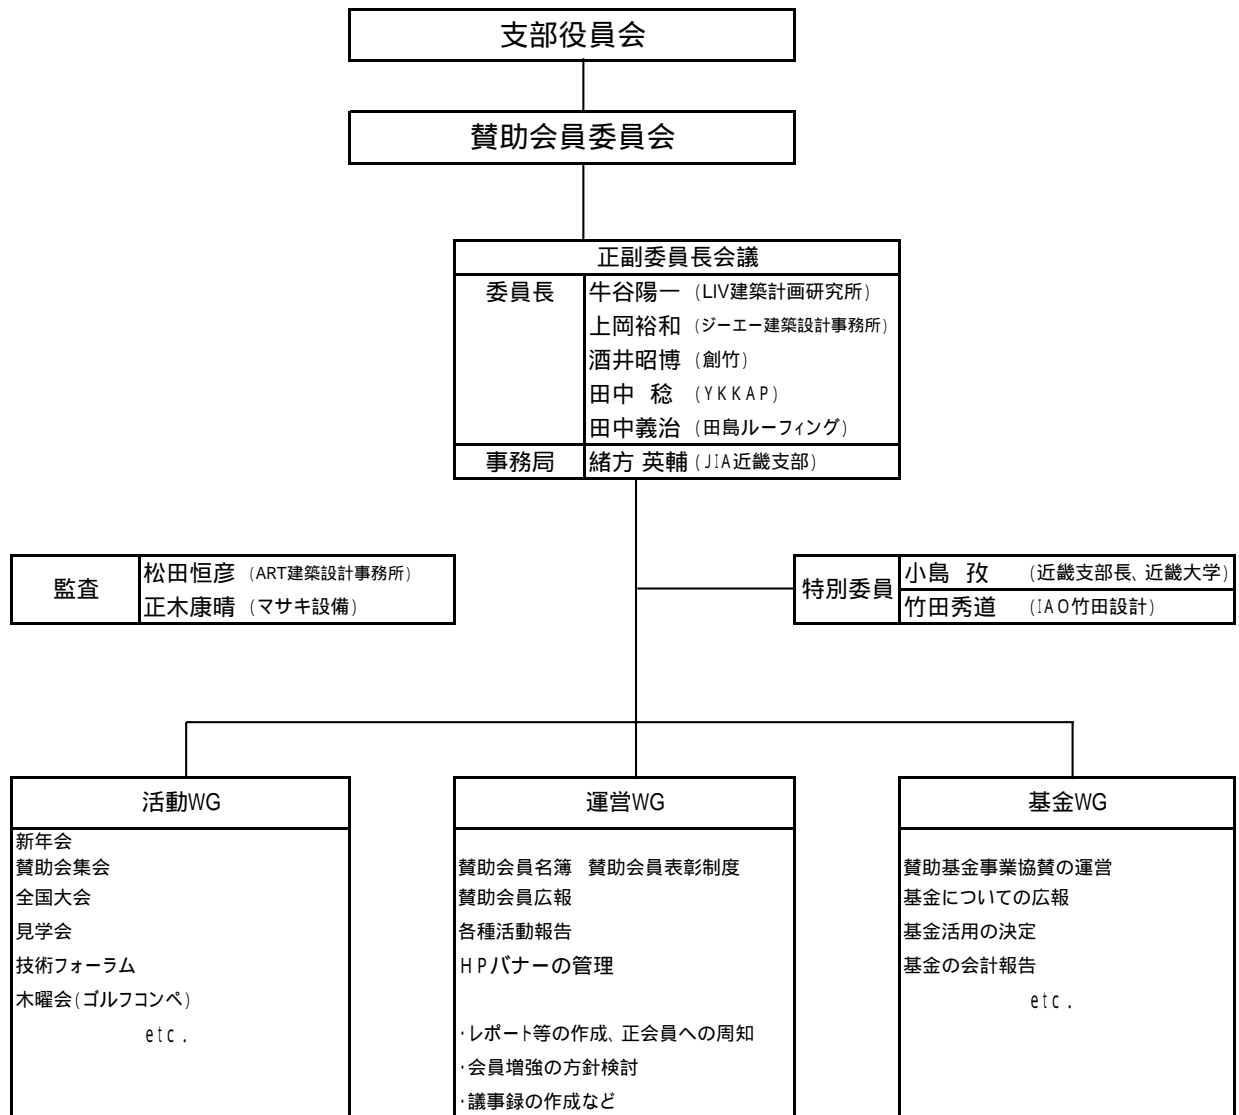 支部役員会
賛助会員委員会
正副委員長会議
委員長 牛谷陽一 (LIV建築計画研究所)
上岡裕和 (ジーエー建築設計事務所)
酒井昭博 (創竹)
田中 稔 (YKKAP)
田中義治 (田島ルーフィング)
事務局 緒方 英輔 (JIA近畿支部)
監査 松田恒彦 (ART建築設計事務所)
正木康晴 (マサキ設備)
特別委員 小島 孜 (近畿支部長、近畿大学)
竹田秀道 (IAO竹田設計)
活動WG
新年会
賛助会集会
全国大会
見学会
技術フォーラム
木曜会(ゴルフコンペ)
etc.
運営WG
賛助会員名簿 賛助会員表彰制度
賛助会員広報
各種活動報告
HPバナーの管理
・レポート等の作成、正会員への周知
・会員増強の方針検討
・議事録の作成など
基金WG
賛助基金事業協賛の運営
基金についての広報
基金活用の決定
基金の会計報告
etc.